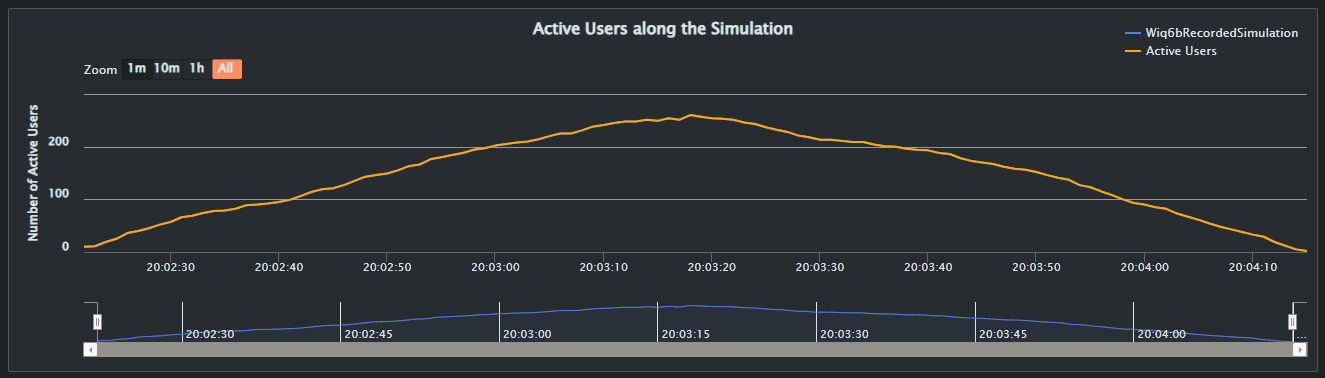 Active Users along the Simulation
Wiq6bRecordedSimulation
Active Users
Zoom 1m 10m 1h All
Number of Active Users
200
100
0
20:02:30 20:02:40 20:02:50 20:03:00 20:03:10 20:03:20 20:03:30 20:03:40 20:03:50 20:04:00 20:04:10
20:02:30 20:02:45 20:03:00 20:03:15 20:03:30 20:03:45 20:04:00 ...